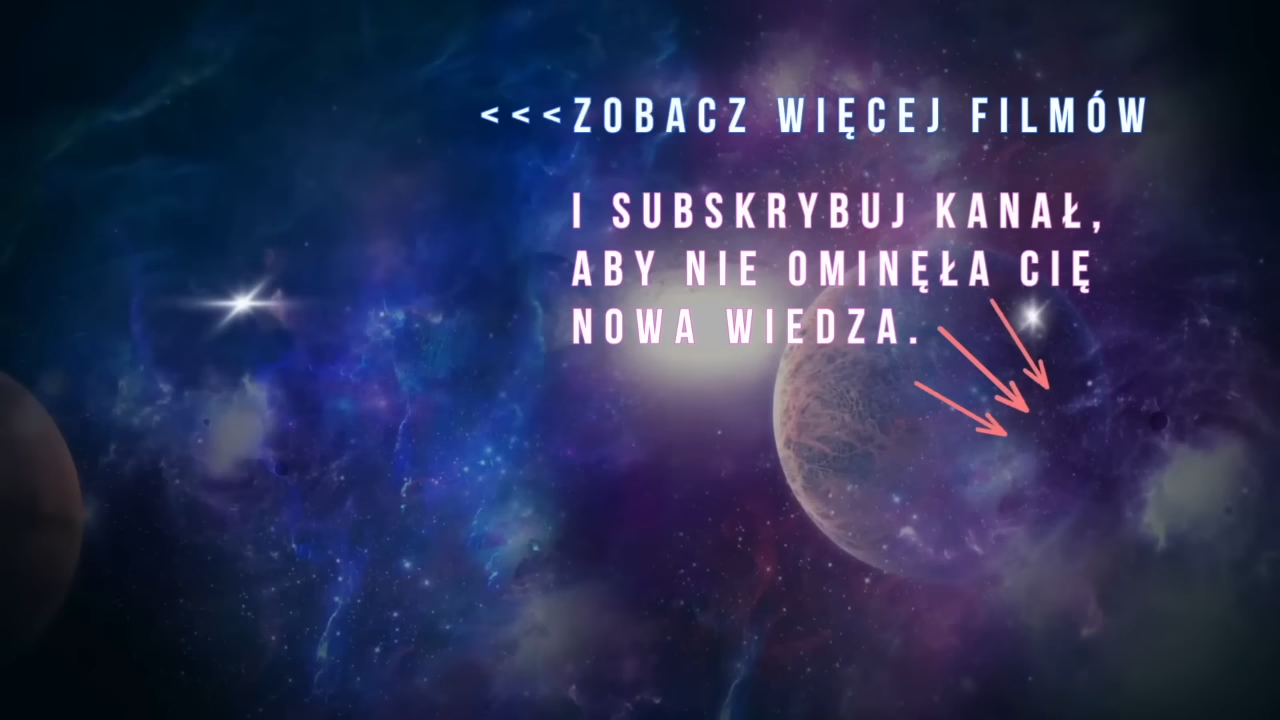 <<<ZOBACZ WIĘCEJ FILMÓW
I SUBSKRYBUJ KANAŁ,
ABY NIE OMINĘŁA CIĘ
NOWA WIEDZA.